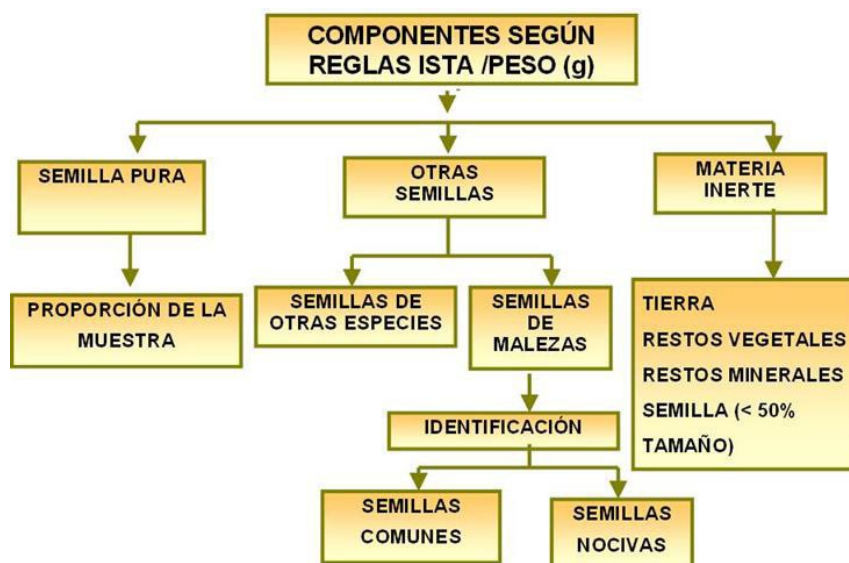 COMPONENTES SEGÚN
REGLAS ISTA /PESO (g)
SEMILLA PURA
OTRAS
SEMILLAS
MATERIA
INERTE
PROPORCIÓN DE LA
MUESTRA
SEMILLAS DE
OTRAS ESPECIES
SEMILLAS
DE
MALEZAS
TIERRA
RESTOS VEGETALES
RESTOS MINERALES
SEMILLA (< 50%
TAMAÑO)
IDENTIFICACIÓN
SEMILLAS
COMUNES
SEMILLAS
NOCIVAS